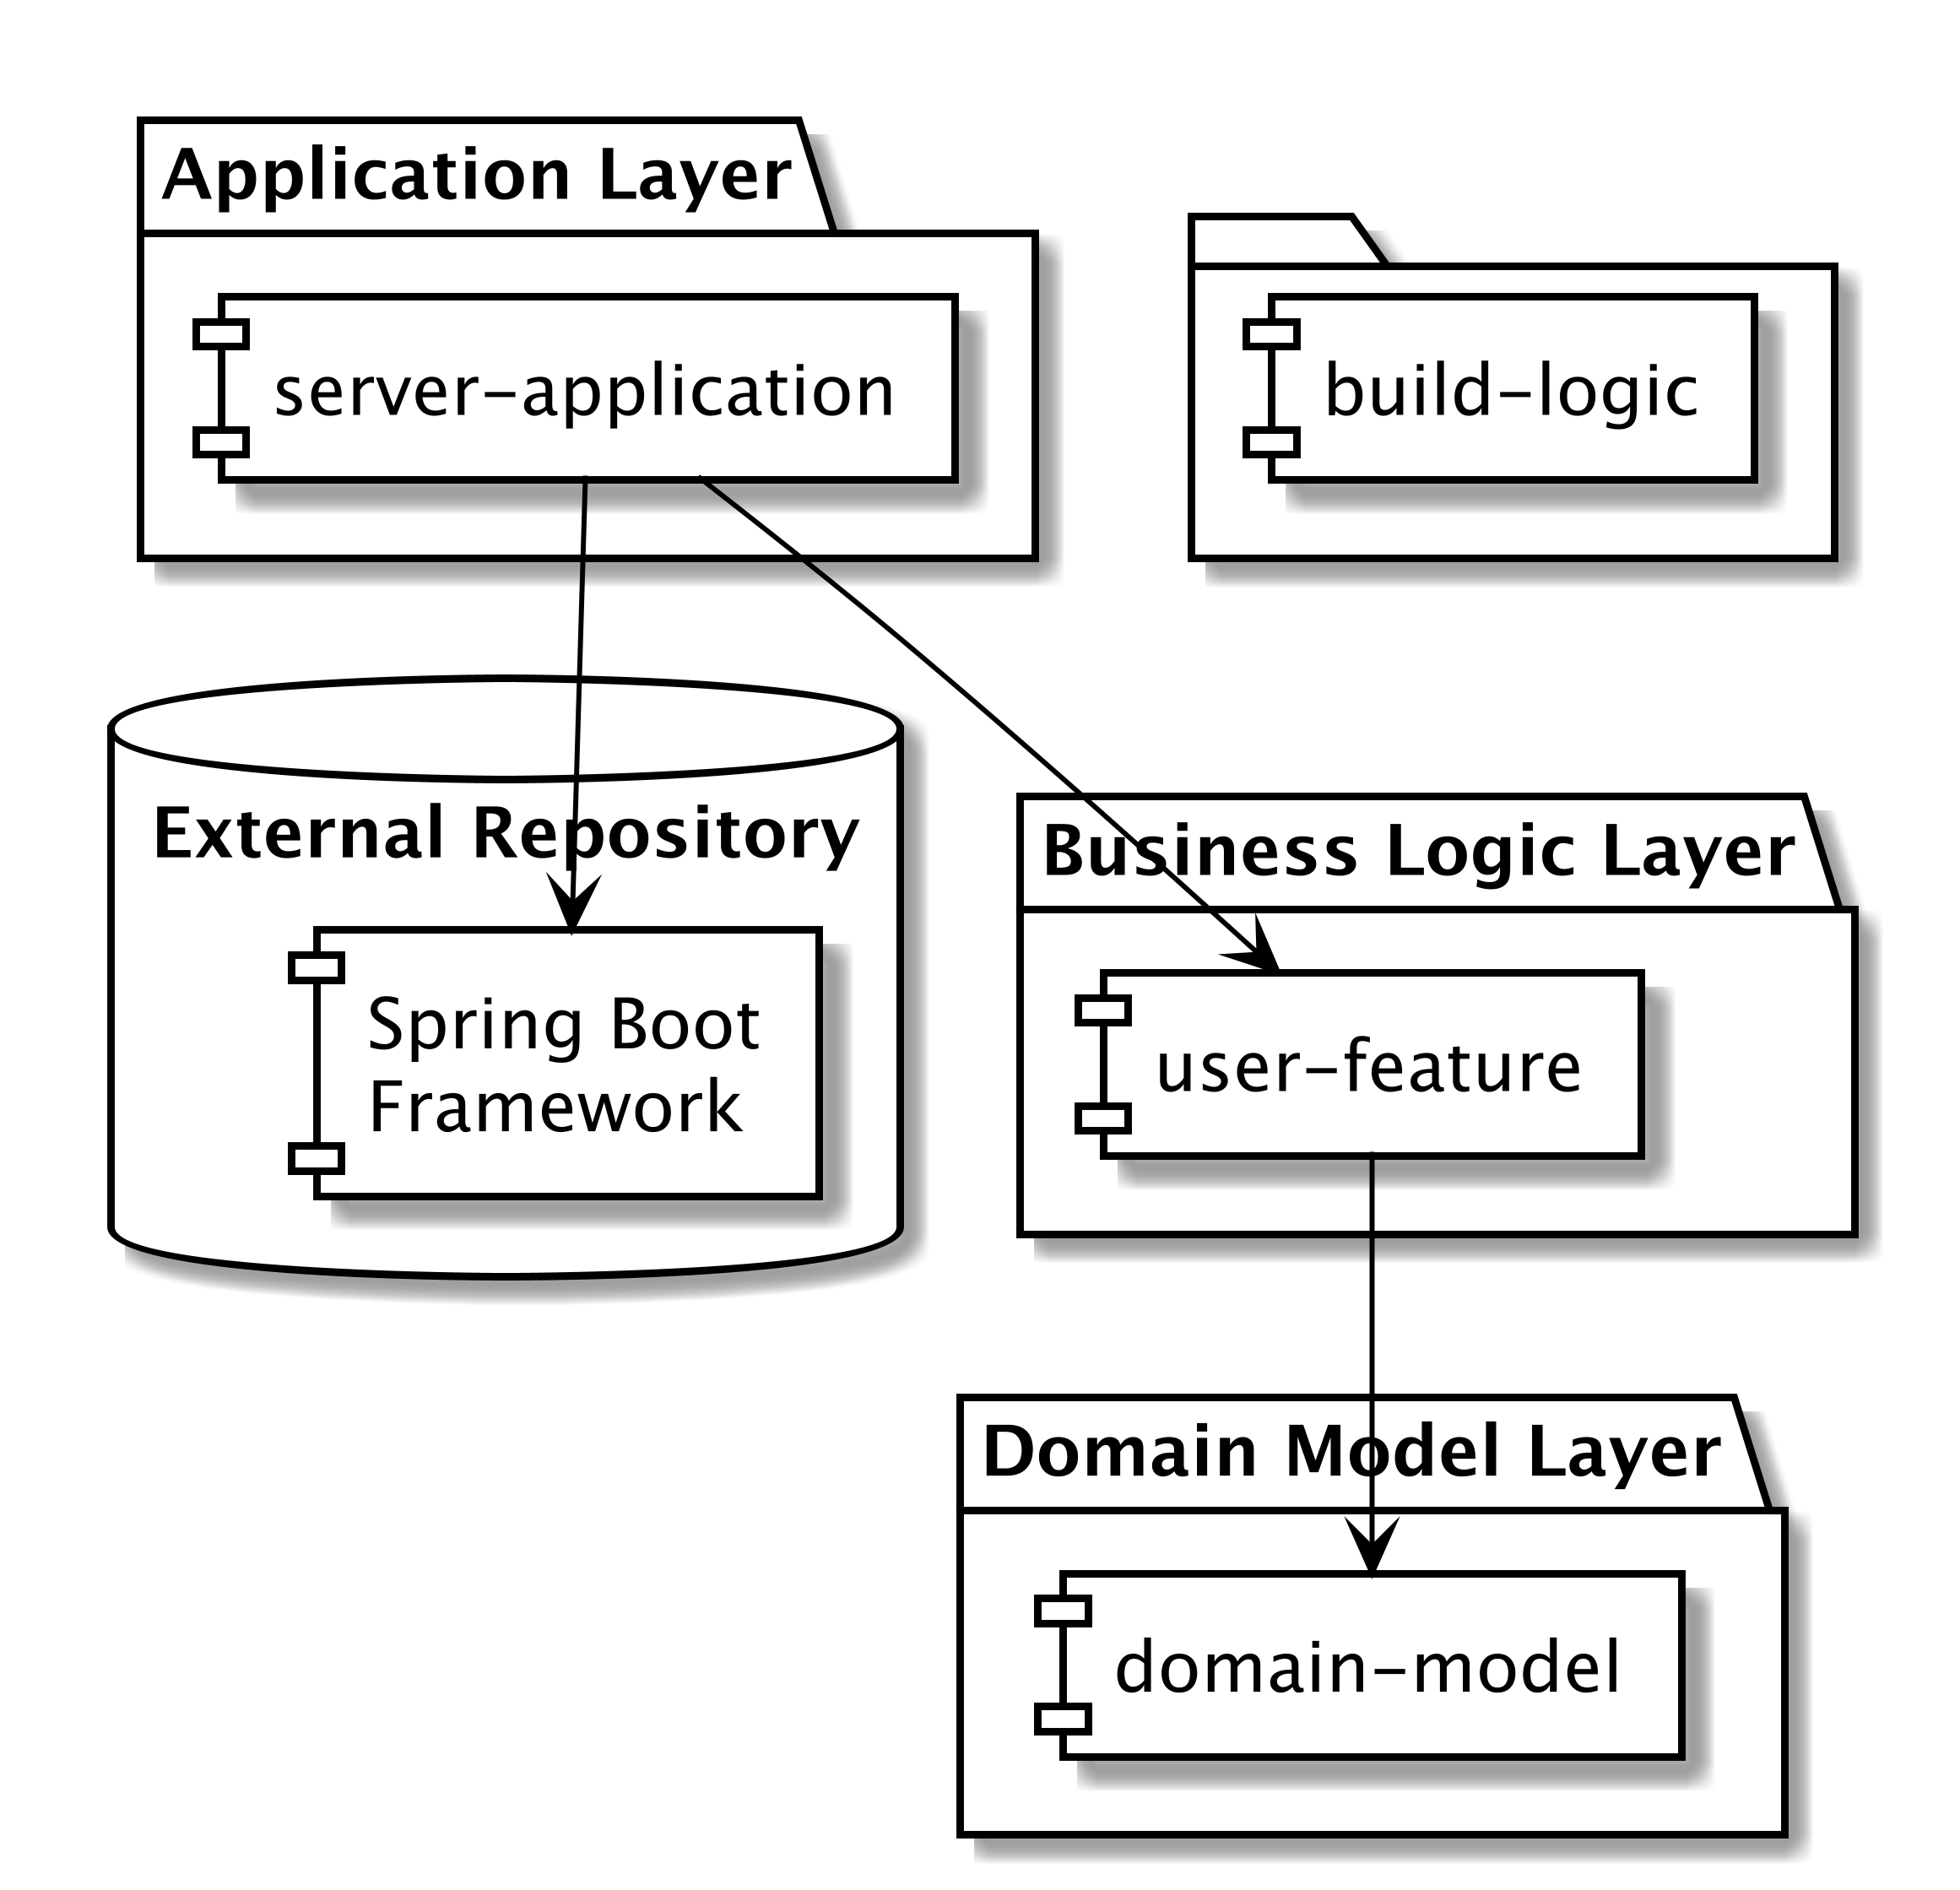 Application Layer
server-application
build-logic
External Repository
Spring Boot
Framework
Business Logic Layer
user-feature
Domain Model Layer
domain-model